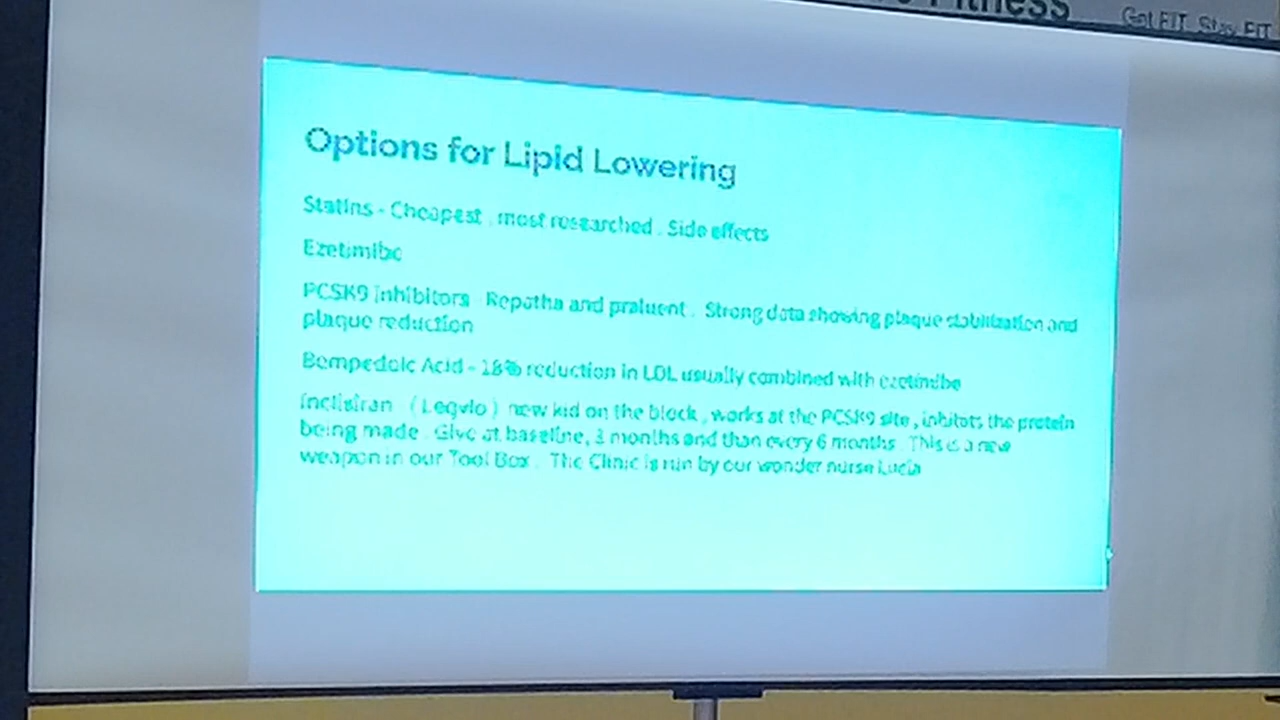 Fitness
Get FIT. Stay FIT
Options for Lipid Lowering
Statins - Cheapest , most researched . Side effects
Ezetimibe
PCSK9 inhibitors Repatha and praluent . Strong data showing plaque stabilization and
plaque reduction
Bempedoic Acid - 18% reduction in LDL usually combined with ezetimibe
Inclisiran ( Leqvio ) new kid on the block , works at the PCSK9 site , inhibits the protein
being made . Give at baseline, 3 months and than every 6 months . This is a new
weapon in our Tool Box . The Clinic is run by our wonder nurse Lucia